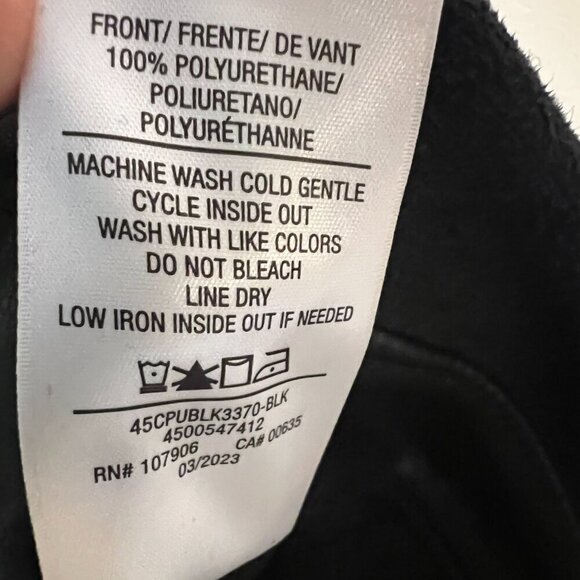 FRONT/ FRENTE/ DE VANT
100% POLYURETHANE/
POLIURETANO/
POLYURÉTHANNE
MACHINE WASH COLD GENTLE
CYCLE INSIDE OUT
WASH WITH LIKE COLORS
DO NOT BLEACH
LINE DRY
LOW IRON INSIDE OUT IF NEEDED
45CPUBLK3370-BLK
4500547412
RN# 107906 CA# 00635
03/2023